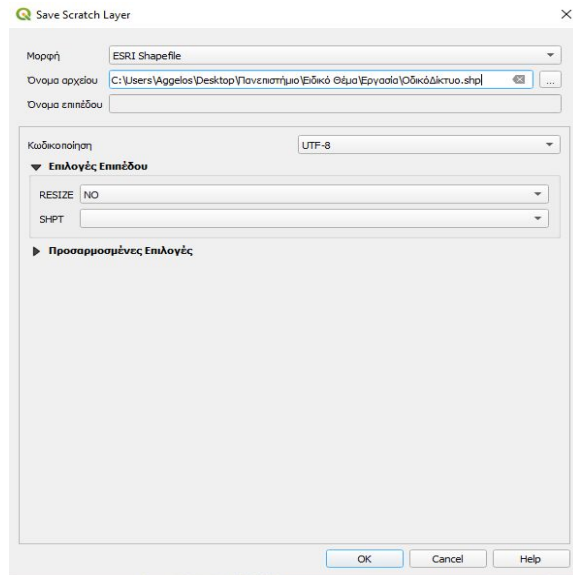 Save Scratch Layer
Μορφή ESRI Shapefile
Όνομα αρχείου C:\Users\Aggelos\Desktop\Πανεπιστήμιο\Ειδικό Θέμα\Εργασία\ΟδικόΔίκτυο.shp ...
Όνομα επιπέδου
Κωδικοποίηση UTF-8
Επιλογές Επιπέδου
RESIZE NO
SHPT
Προσαρμοσμένες Επιλογές
OK Cancel Help